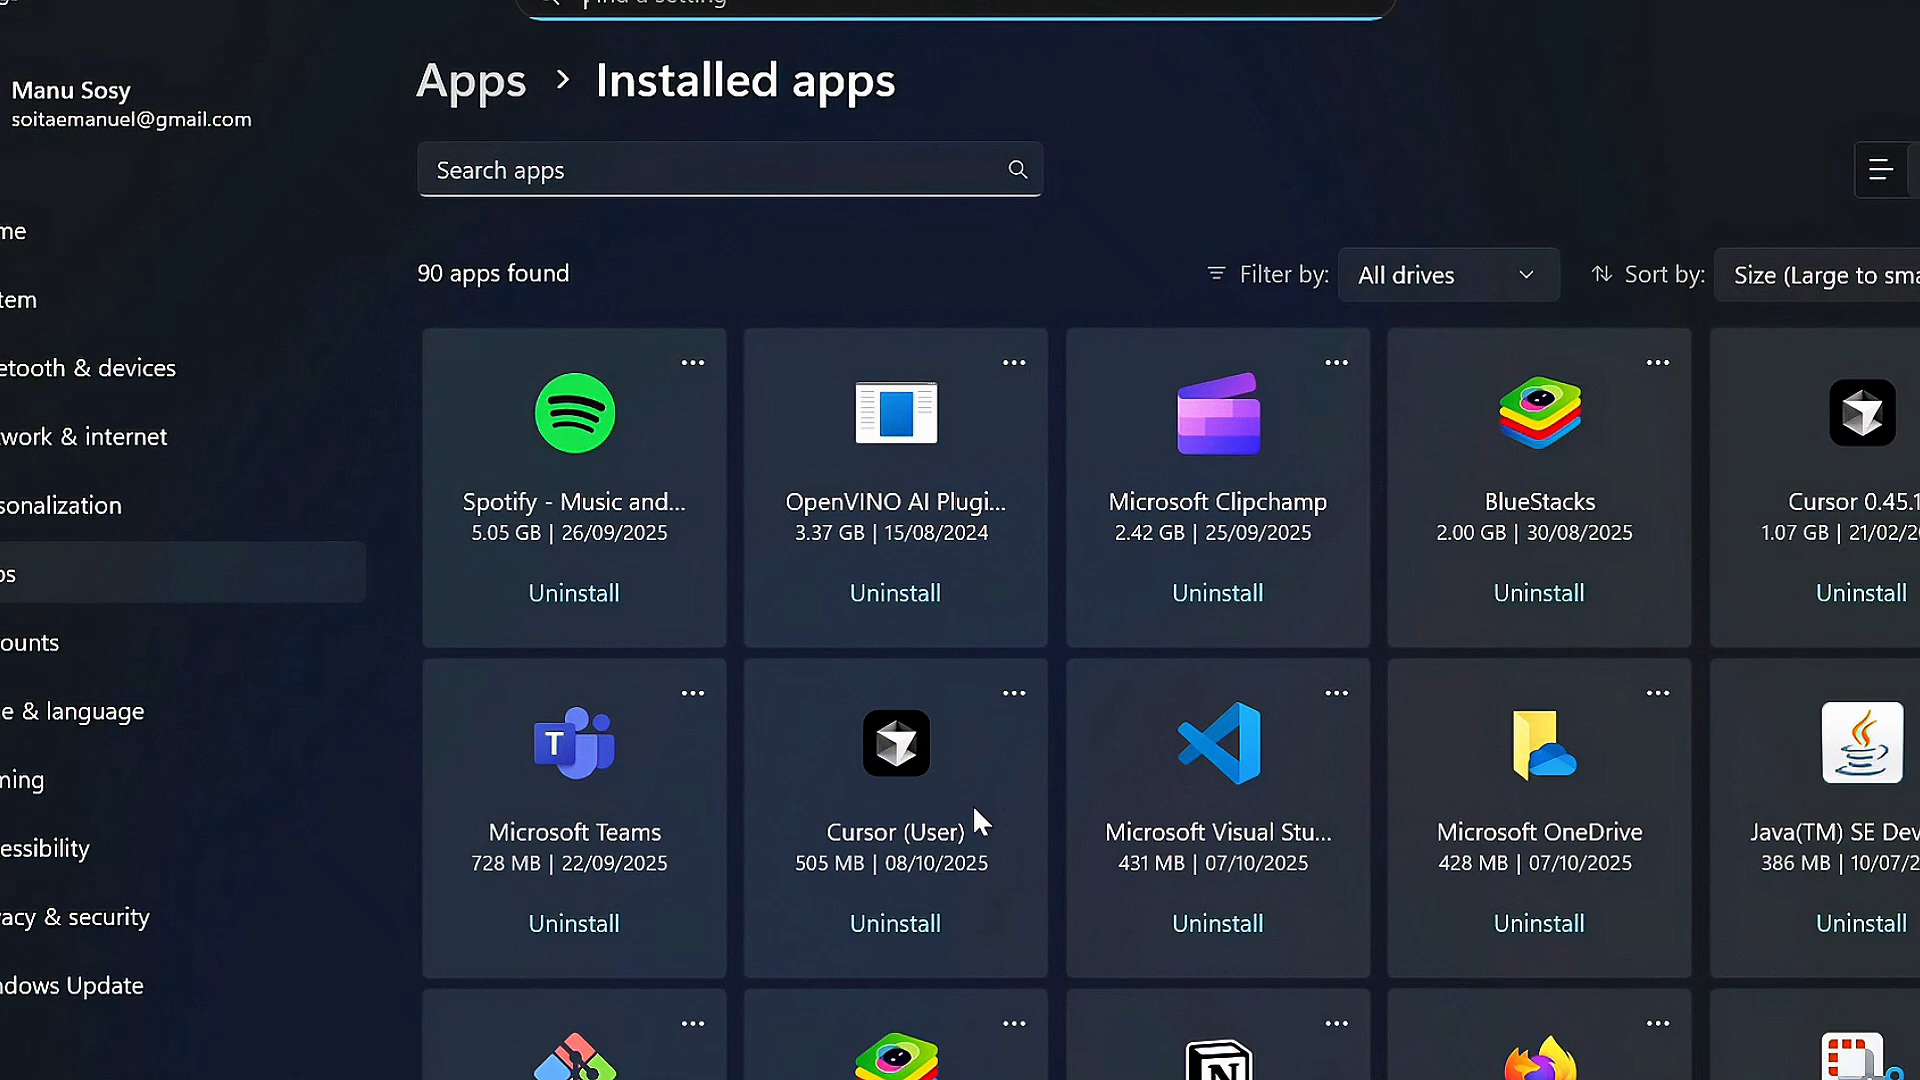 Manu Sosy
soitaemanuel@gmail.com
me
tem
etooth & devices
work & internet
sonalization
ps
ounts
e & language
ning
essibility
acy & security
ndows Update
Find a setting
Apps > Installed apps
Search apps
90 apps found
Filter by: All drives
Sort by: Size (Large to sma
Spotify - Music and...
5.05 GB | 26/09/2025
Uninstall
OpenVINO AI Plugi...
3.37 GB | 15/08/2024
Uninstall
Microsoft Clipchamp
2.42 GB | 25/09/2025
Uninstall
BlueStacks
2.00 GB | 30/08/2025
Uninstall
Cursor 0.45.1
1.07 GB | 21/02/20
Uninstall
T
Microsoft Teams
728 MB | 22/09/2025
Uninstall
Cursor (User)
505 MB | 08/10/2025
Uninstall
Microsoft Visual Stu...
431 MB | 07/10/2025
Uninstall
Microsoft OneDrive
428 MB | 07/10/2025
Uninstall
Java(TM) SE Dev
386 MB | 10/07/2
Uninstall
N